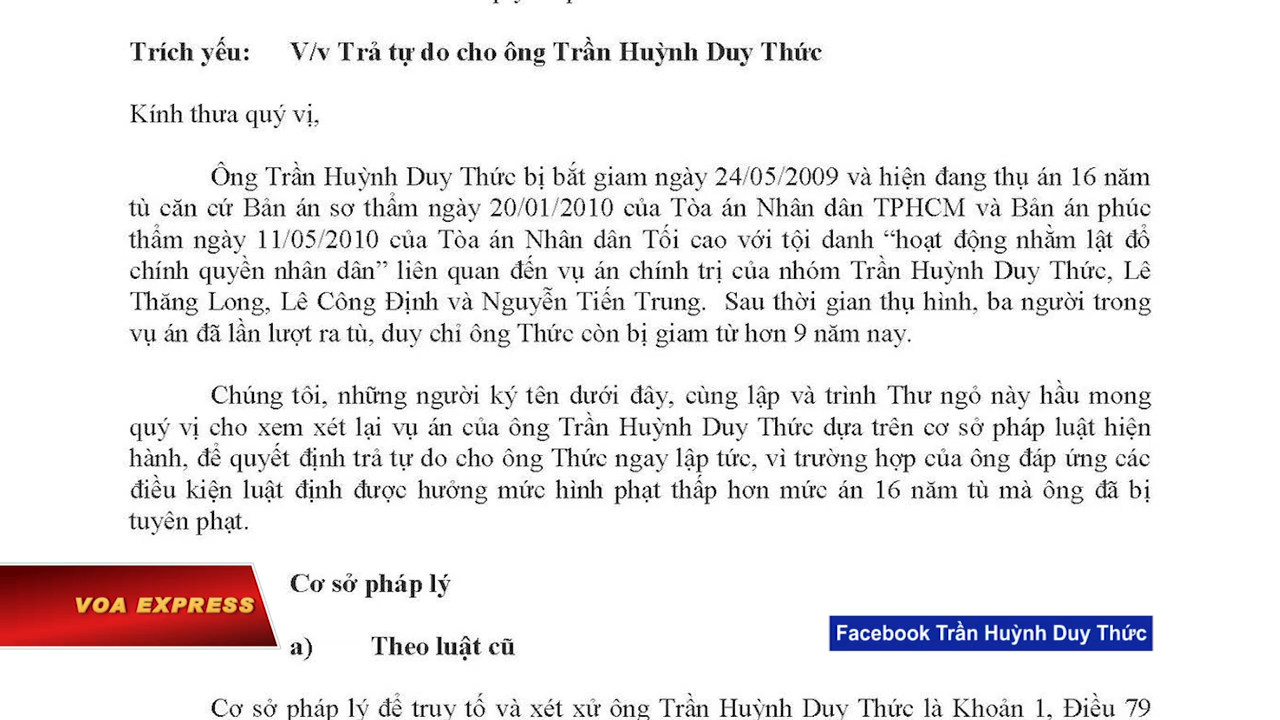 Trích yếu: V/v Trả tự do cho ông Trần Huỳnh Duy Thức
Kính thưa quý vị,
Ông Trần Huỳnh Duy Thức bị bắt giam ngày 24/05/2009 và hiện đang thụ án 16 năm
tù căn cứ Bản án sơ thẩm ngày 20/01/2010 của Tòa án Nhân dân TPHCM và Bản án phúc
thẩm ngày 11/05/2010 của Tòa án Nhân dân Tối cao với tội danh “hoạt động nhằm lật đổ
chính quyền nhân dân” liên quan đến vụ án chính trị của nhóm Trần Huỳnh Duy Thức, Lê
Thăng Long, Lê Công Định và Nguyễn Tiến Trung. Sau thời gian thụ hình, ba người trong
vụ án đã lần lượt ra tù, duy chỉ ông Thức còn bị giam từ hơn 9 năm nay.
Chúng tôi, những người ký tên dưới đây, cùng lập và trình Thư ngỏ này hầu mong
quý vị cho xem xét lại vụ án của ông Trần Huỳnh Duy Thức dựa trên cơ sở pháp luật hiện
hành, để quyết định trả tự do cho ông Thức ngay lập tức, vì trường hợp của ông đáp ứng các
điều kiện luật định được hưởng mức hình phạt thấp hơn mức án 16 năm tù mà ông đã bị
tuyên phạt.
Cơ sở pháp lý
VOA EXPRESS
Facebook Trần Huỳnh Duy Thức
a) Theo luật cũ
Cơ sở pháp lý để truy tố và xét xử ông Trần Huỳnh Duy Thức là Khoản 1, Điều 79